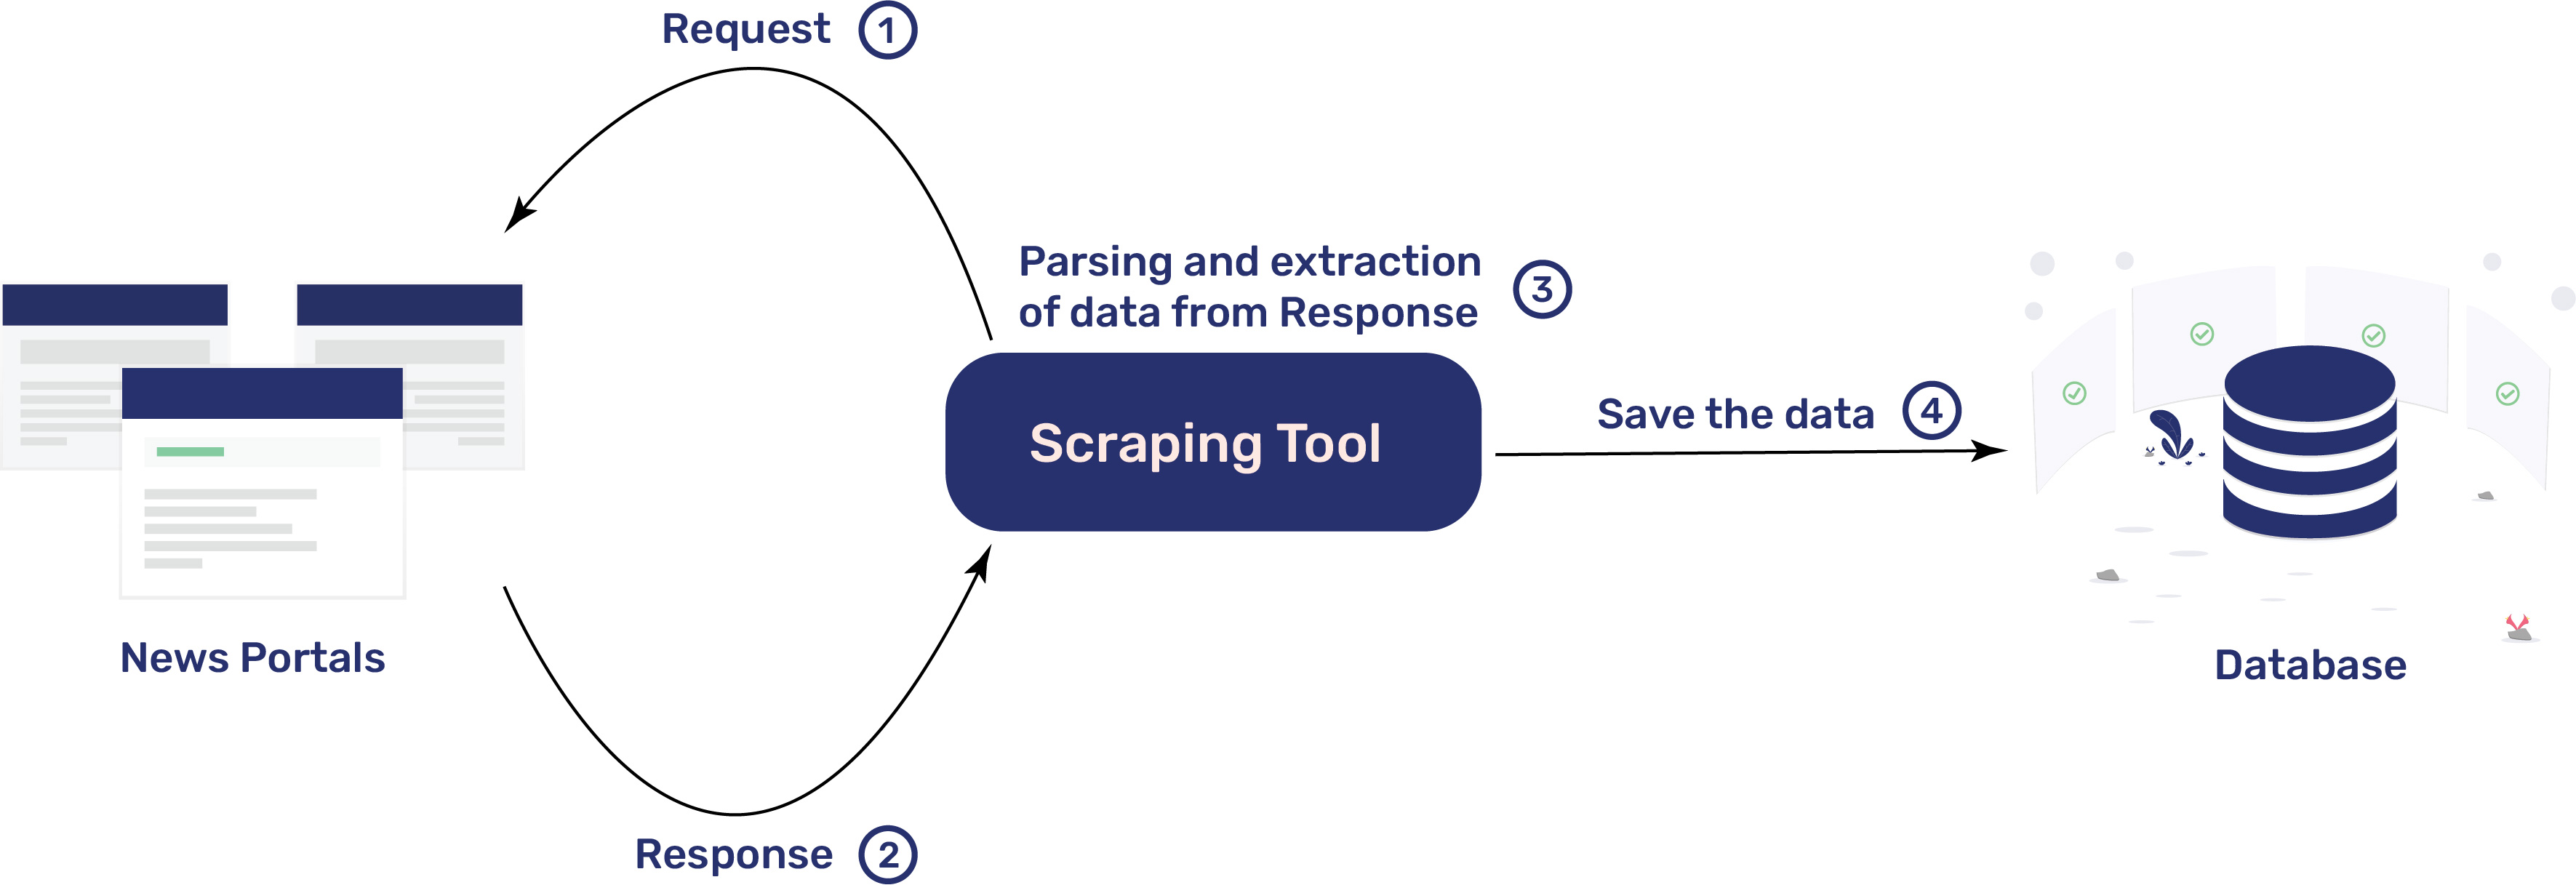 Request 1
Parsing and extraction
of data from Response 3
Scraping Tool
Save the data 4
News Portals
Database
Response 2